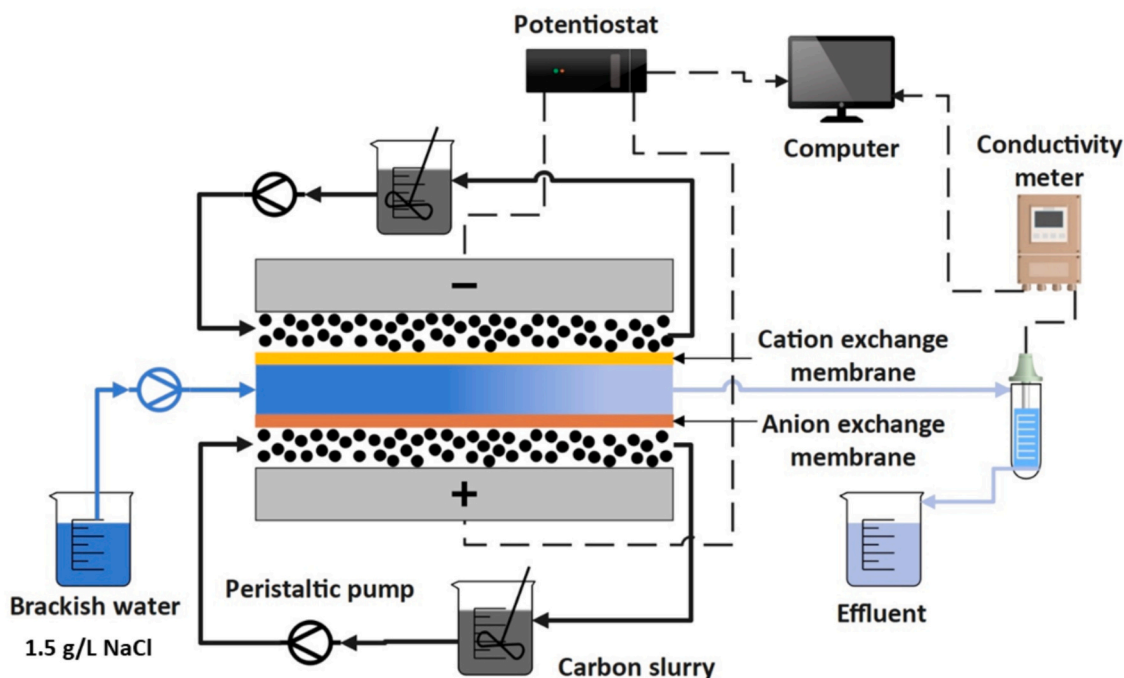 Potentiostat
Computer
Conductivity
meter
−
Cation exchange
membrane
Anion exchange
membrane
+
Brackish water
1.5 g/L NaCl
Peristaltic pump
Carbon slurry
Effluent